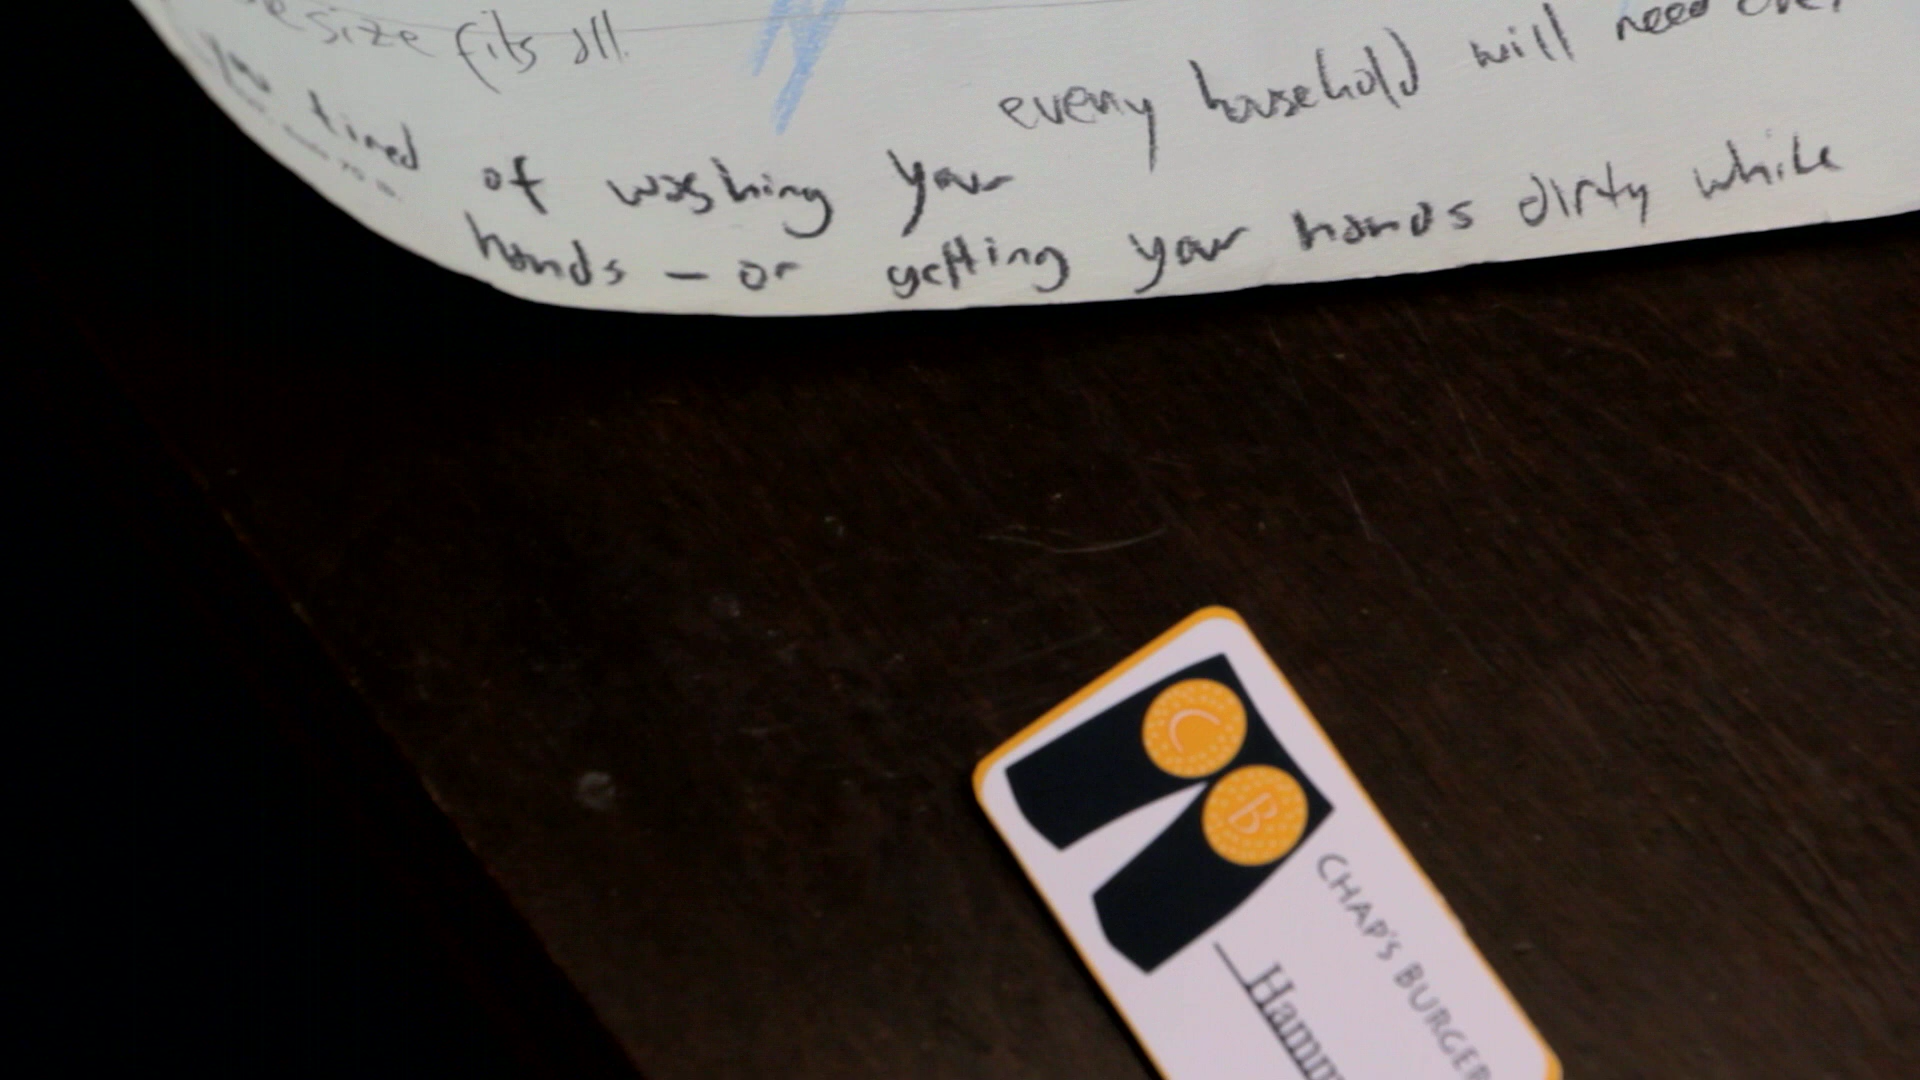 size fits all.
every household will need
you tired of washing your
hands - or getting your hands dirty while
C
B
CHAP'S BURGER